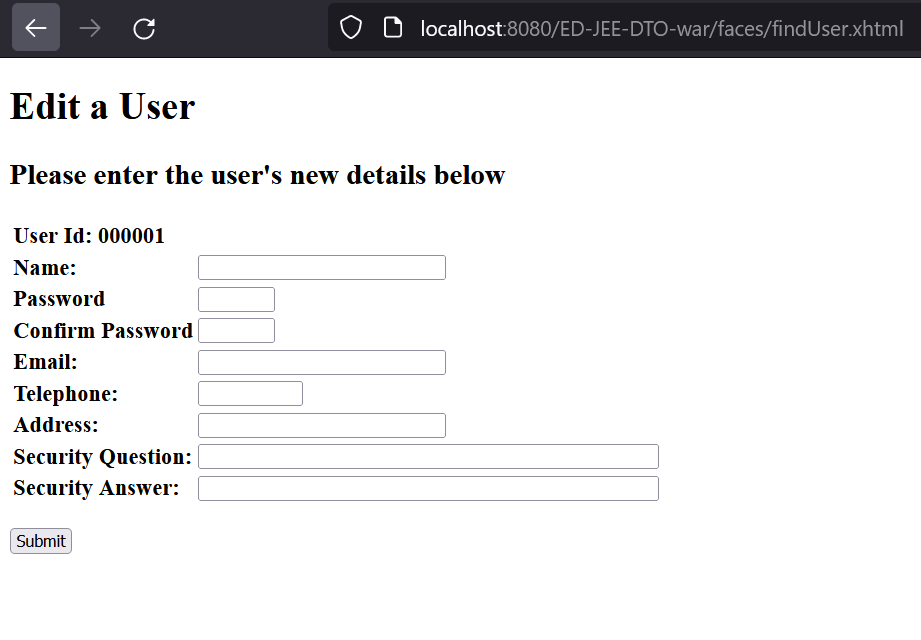 localhost:8080/ED-JEE-DTO-war/faces/findUser.xhtml
Edit a User
Please enter the user's new details below
User Id: 000001
Name:
Password
Confirm Password
Email:
Telephone:
Address:
Security Question:
Security Answer:
Submit